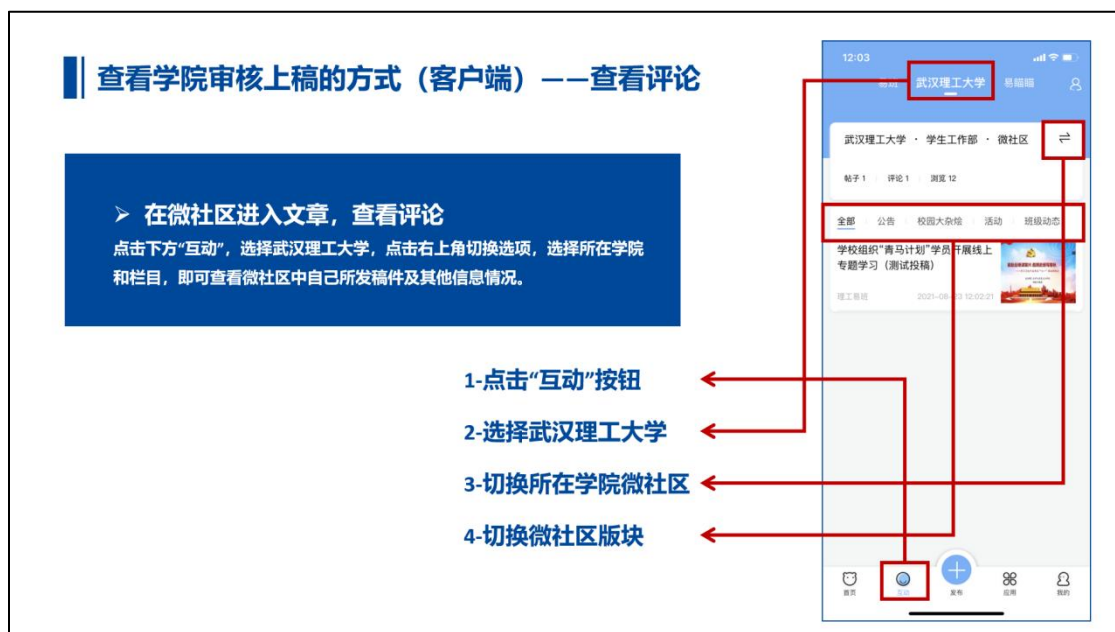 查看学院审核上稿的方式（客户端）——查看评论
➢ 在微社区进入文章，查看评论
点击下方“互动”，选择武汉理工大学，点击右上角切换选项，选择所在学院
和栏目，即可查看微社区中自己所发稿件及其他信息情况。
1-点击“互动”按钮
2-选择武汉理工大学
3-切换所在学院微社区
4-切换微社区版块
12:03
易班 武汉理工大学 易瞄瞄
武汉理工大学 · 学生工作部 · 微社区
帖子 1 评论 1 浏览 12
全部 公告 校园大杂烩 活动 班级动态
学校组织“青马计划”学员开展线上
专题学习（测试投稿）
理工易班 2021-08-23 12:02:21
首页 互动 发布 应用 我的